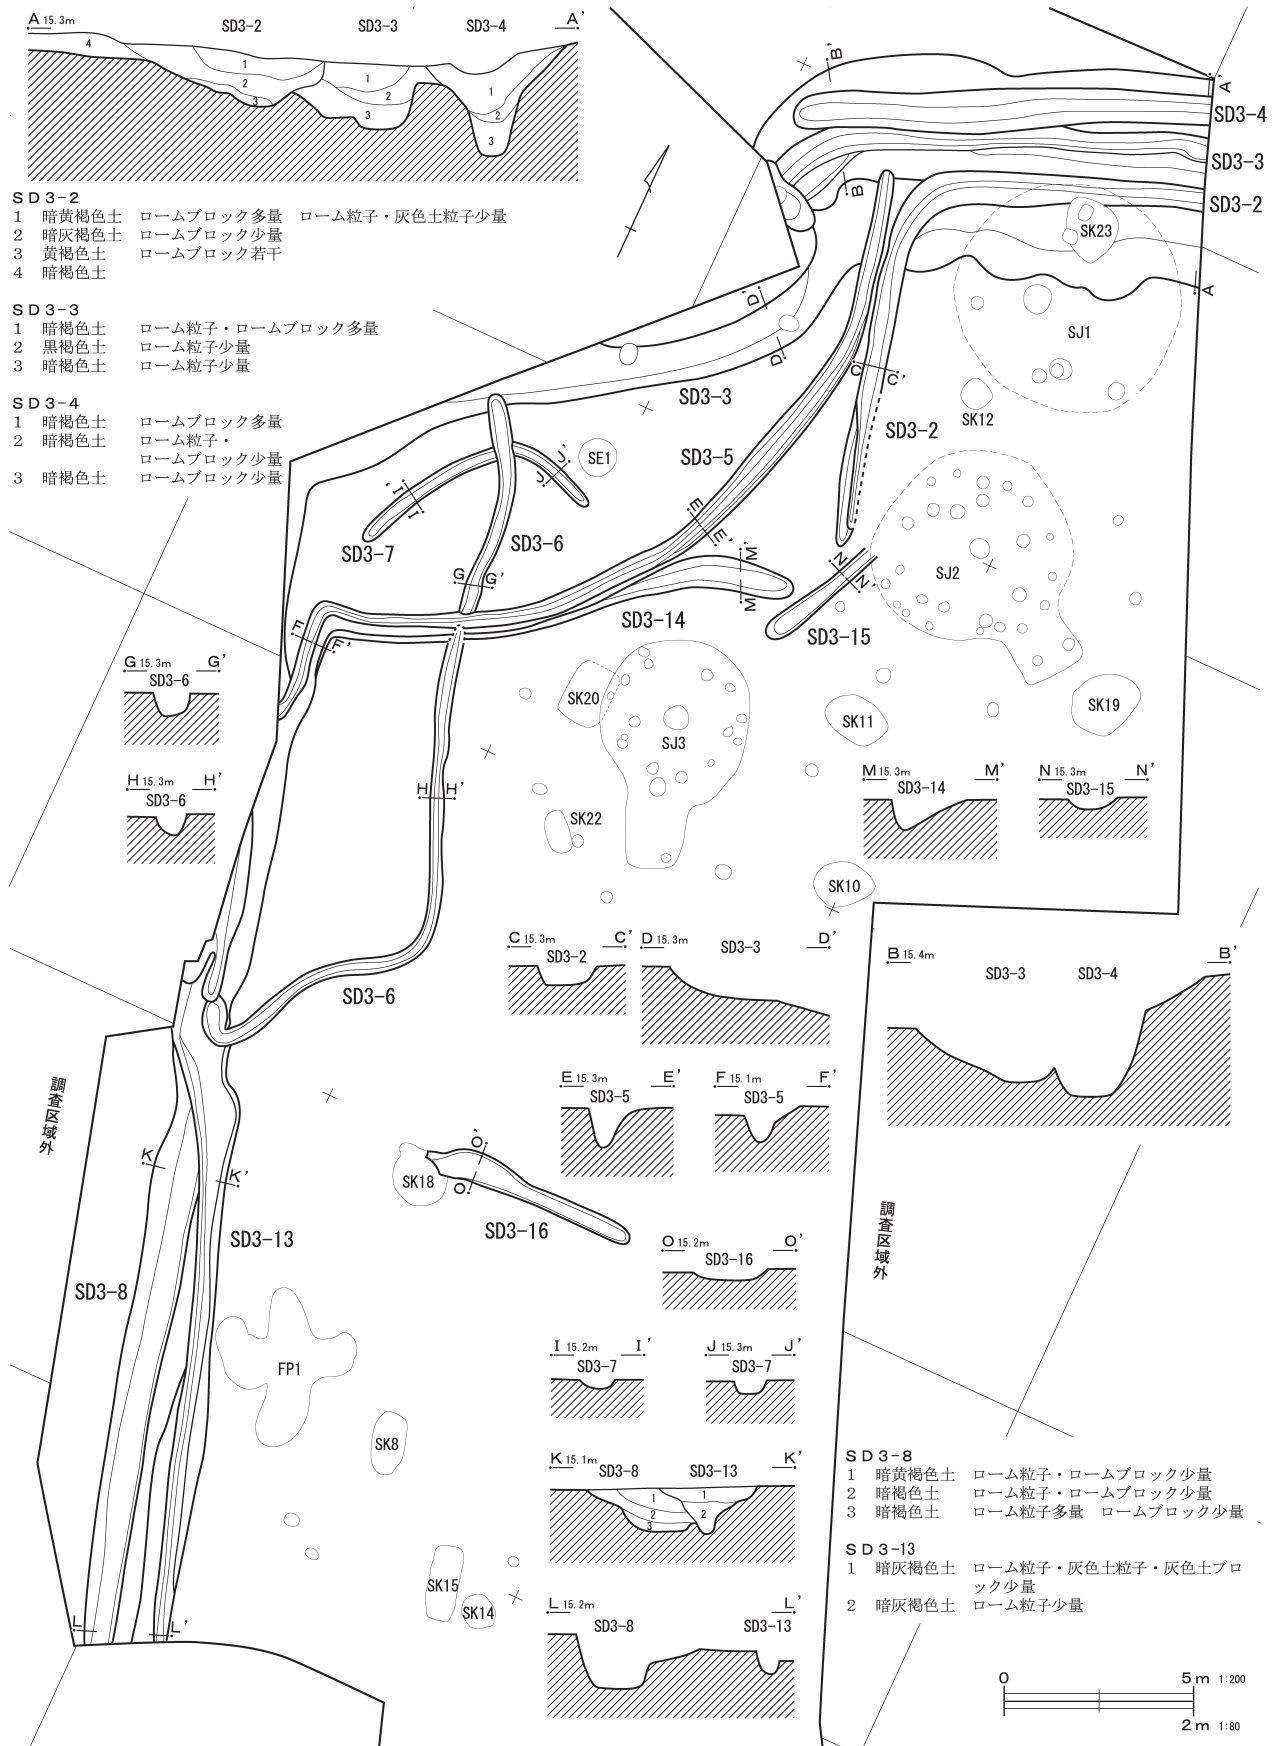 A 15.3m
A'
SD3-2
SD3-3
SD3-4
4
1
2
3
1
2
3
1
2
3
SD3-2
1 暗黄褐色土 ロームブロック多量 ローム粒子・灰色土粒子少量
2 暗灰褐色土 ロームブロック少量
3 黄褐色土 ロームブロック若干
4 暗褐色土
SD3-3
1 暗褐色土 ローム粒子・ロームブロック多量
2 黒褐色土 ローム粒子少量
3 暗褐色土 ローム粒子少量
SD3-4
1 暗褐色土 ロームブロック多量
2 暗褐色土 ローム粒子・
ロームブロック少量
3 暗褐色土 ロームブロック少量
B'
A'
SD3-4
SD3-3
B
SD3-2
SK23
A
D'
SJ1
D
C
C'
SD3-3
SK12
SD3-2
SD3-5
SE1
J'
J
I'
I
E
E'
SD3-7
SD3-6
G
G'
M'
M
N
N'
SJ2
SD3-14
SD3-15
F
F'
G 15.3m
G'
SD3-6
SK20
SJ3
SK11
SK19
H 15.3m
H'
SD3-6
H
H'
SK22
M 15.3m
M'
SD3-14
N 15.3m
N'
SD3-15
SK10
C 15.3m
C'
SD3-2
D 15.3m
SD3-3
D'
B 15.4m
B'
SD3-3
SD3-4
SD3-6
調査区域外
E 15.3m
E'
SD3-5
F 15.1m
F'
SD3-5
K
K'
O'
O
SK18
SD3-16
SD3-13
SD3-8
調査区域外
O 15.2m
O'
SD3-16
FP1
I 15.2m
I'
SD3-7
J 15.3m
J'
SD3-7
SK8
K 15.1m
SD3-8
SD3-13
K'
1
2
3
1
2
SD3-8
1 暗黄褐色土 ローム粒子・ロームブロック少量
2 暗褐色土 ローム粒子・ロームブロック少量
3 暗褐色土 ローム粒子多量 ロームブロック少量
SD3-13
1 暗灰褐色土 ローム粒子・灰色土粒子・灰色土ブロ
ック少量
2 暗灰褐色土 ローム粒子少量
SK15
SK14
L
L'
L 15.2m
L'
SD3-8
SD3-13
0
5m 1:200
2m 1:80